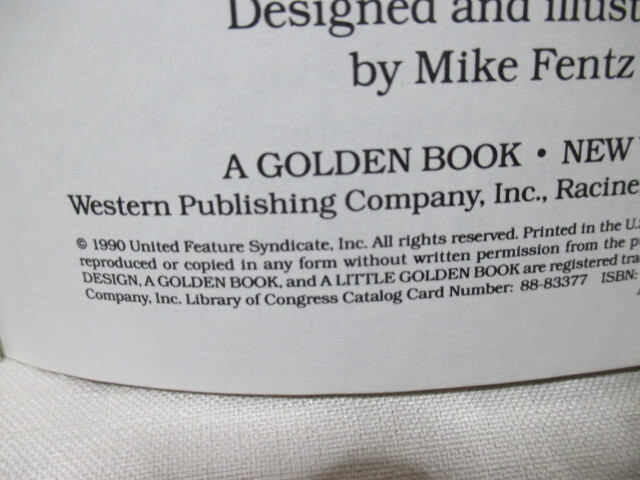 Designed and illust
by Mike Fentz
A GOLDEN BOOK • NEW
Western Publishing Company, Inc., Racine
© 1990 United Feature Syndicate, Inc. All rights reserved. Printed in the U.S
reproduced or copied in any form without written permission from the p
DESIGN, A GOLDEN BOOK, and A LITTLE GOLDEN BOOK are registered tra
Company, Inc. Library of Congress Catalog Card Number: 88-83377 ISBN: